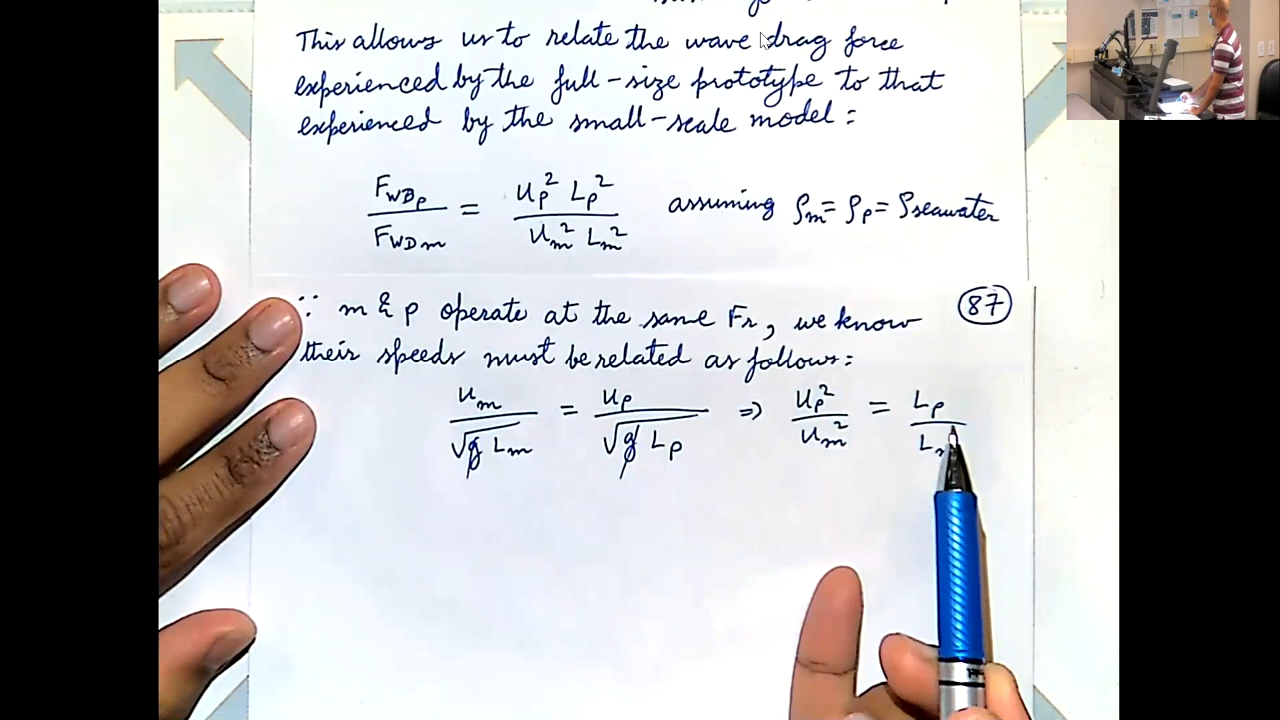 This allows us to relate the wave drag force
experienced by the full-size prototype to that
experienced by the small-scale model:
F_WD_p / F_WD_m = U_p² L_p² / U_m² L_m² assuming ρ_m = ρ_p = ρ_seawater
∵ m & p operate at the same Fr, we know (87)
their speeds must be related as follows:
U_m / √g L_m = U_p / √g L_p ⇒ U_p² / U_m² = L_p / L_m